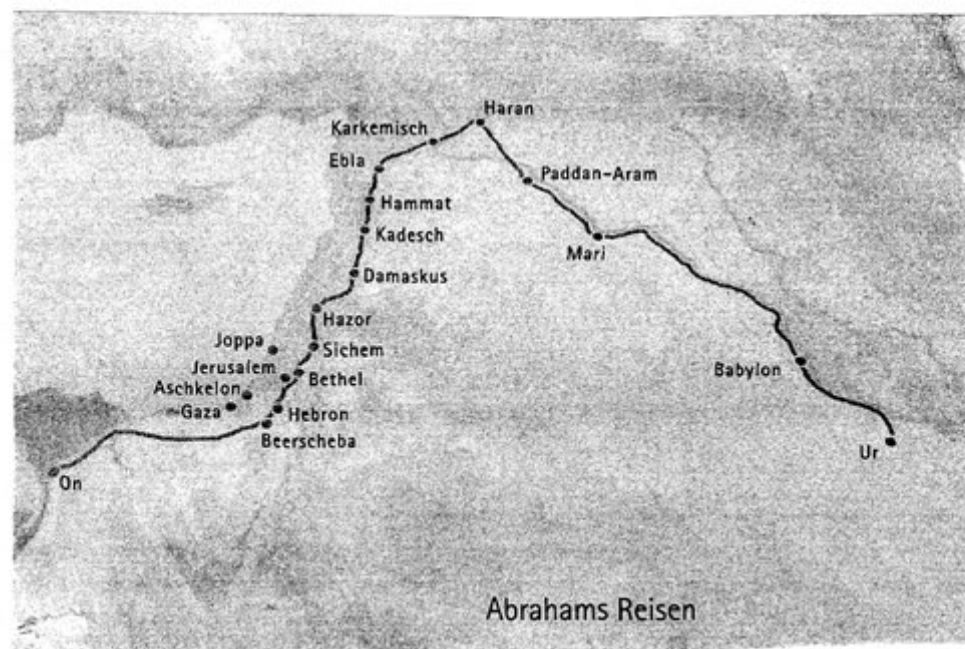 Haran
Karkemisch
Ebla
Paddan-Aram
Hammat
Kadesch
Mari
Damaskus
Hazor
Joppa
Sichem
Jerusalem
Bethel
Babylon
Aschkelon
Gaza
Hebron
Beerscheba
Ur
On
Abrahams Reisen